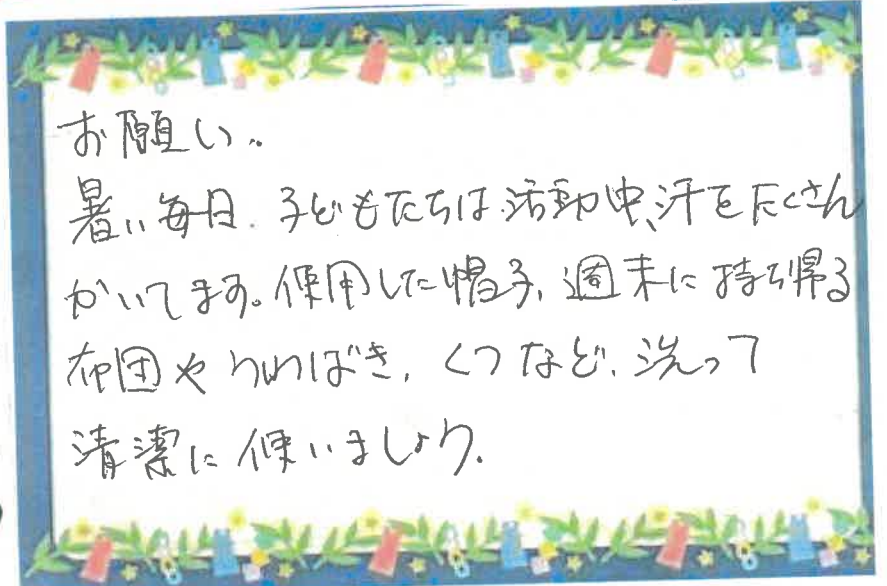 お願い..
暑い毎日.子どもたちは活動中、汗をたくさん
かいてます。使用した帽子、週末に持ち帰る
布団やうわばき、くつなど、洗って
清潔に使いましょう.